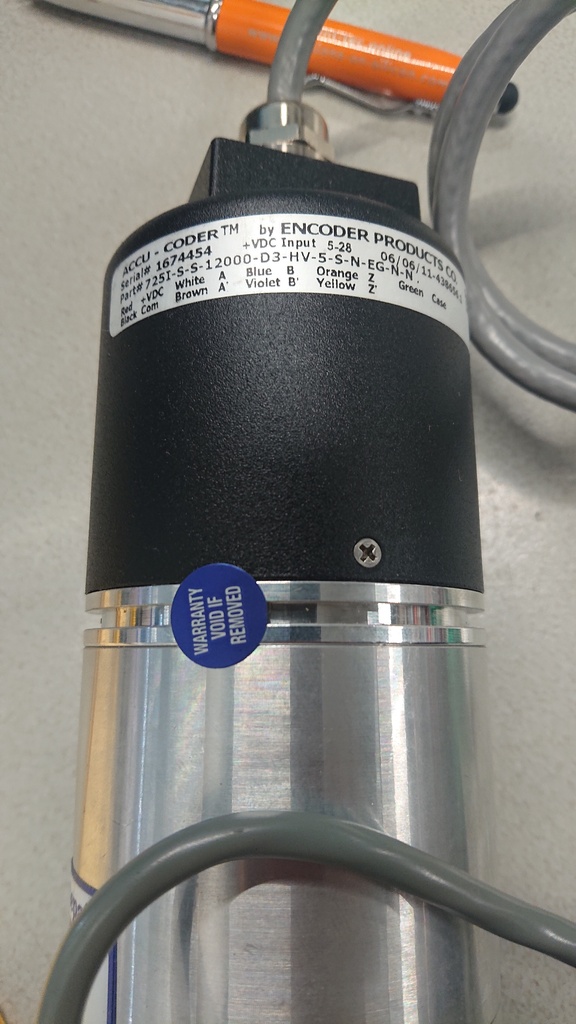 ACCU - CODER™ by ENCODER PRODUCTS CO.
Serial# 1674454 +VDC Input 5-28 06/06/11
Part# 725I-S-S-12000-D3-HV-5-S-N-EG-N-N
Red +VDC White A Blue B Orange Z Green Case
Black Com Brown A' Violet B' Yellow Z'
WARRANTY
VOID IF
REMOVED